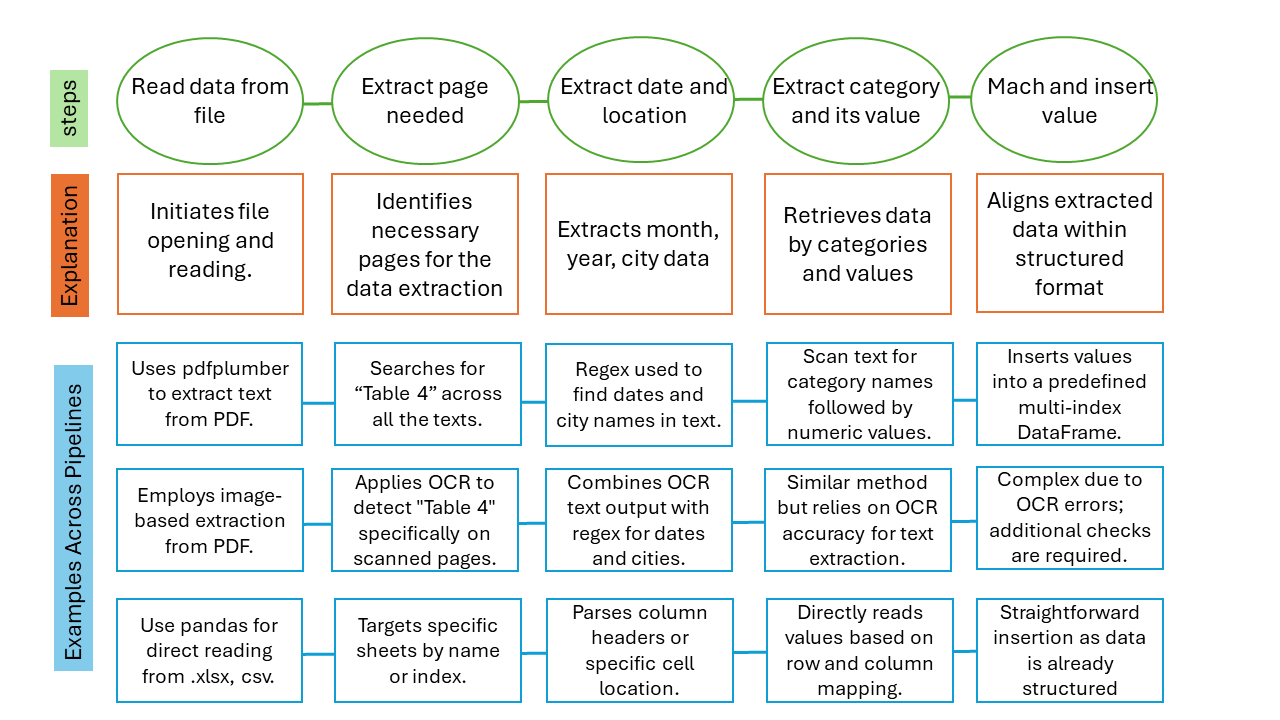 steps
Read data from
file
Extract page
needed
Extract date and
location
Extract category
and its value
Mach and insert
value
Explanation
Initiates file
opening and
reading.
Identifies
necessary
pages for the
data extraction
Extracts month,
year, city data
Retrieves data
by categories
and values
Aligns extracted
data within
structured
format
Examples Across Pipelines
Uses pdfplumber
to extract text
from PDF.
Searches for
“Table 4” across
all the texts.
Regex used to
find dates and
city names in text.
Scan text for
category names
followed by
numeric values.
Inserts values
into a predefined
multi-index
DataFrame.
Employs image-
based extraction
from PDF.
Applies OCR to
detect "Table 4"
specifically on
scanned pages.
Combines OCR
text output with
regex for dates
and cities.
Similar method
but relies on OCR
accuracy for text
extraction.
Complex due to
OCR errors;
additional checks
are required.
Use pandas for
direct reading
from .xlsx, csv.
Targets specific
sheets by name
or index.
Parses column
headers or
specific cell
location.
Directly reads
values based on
row and column
mapping.
Straightforward
insertion as data
is already
structured